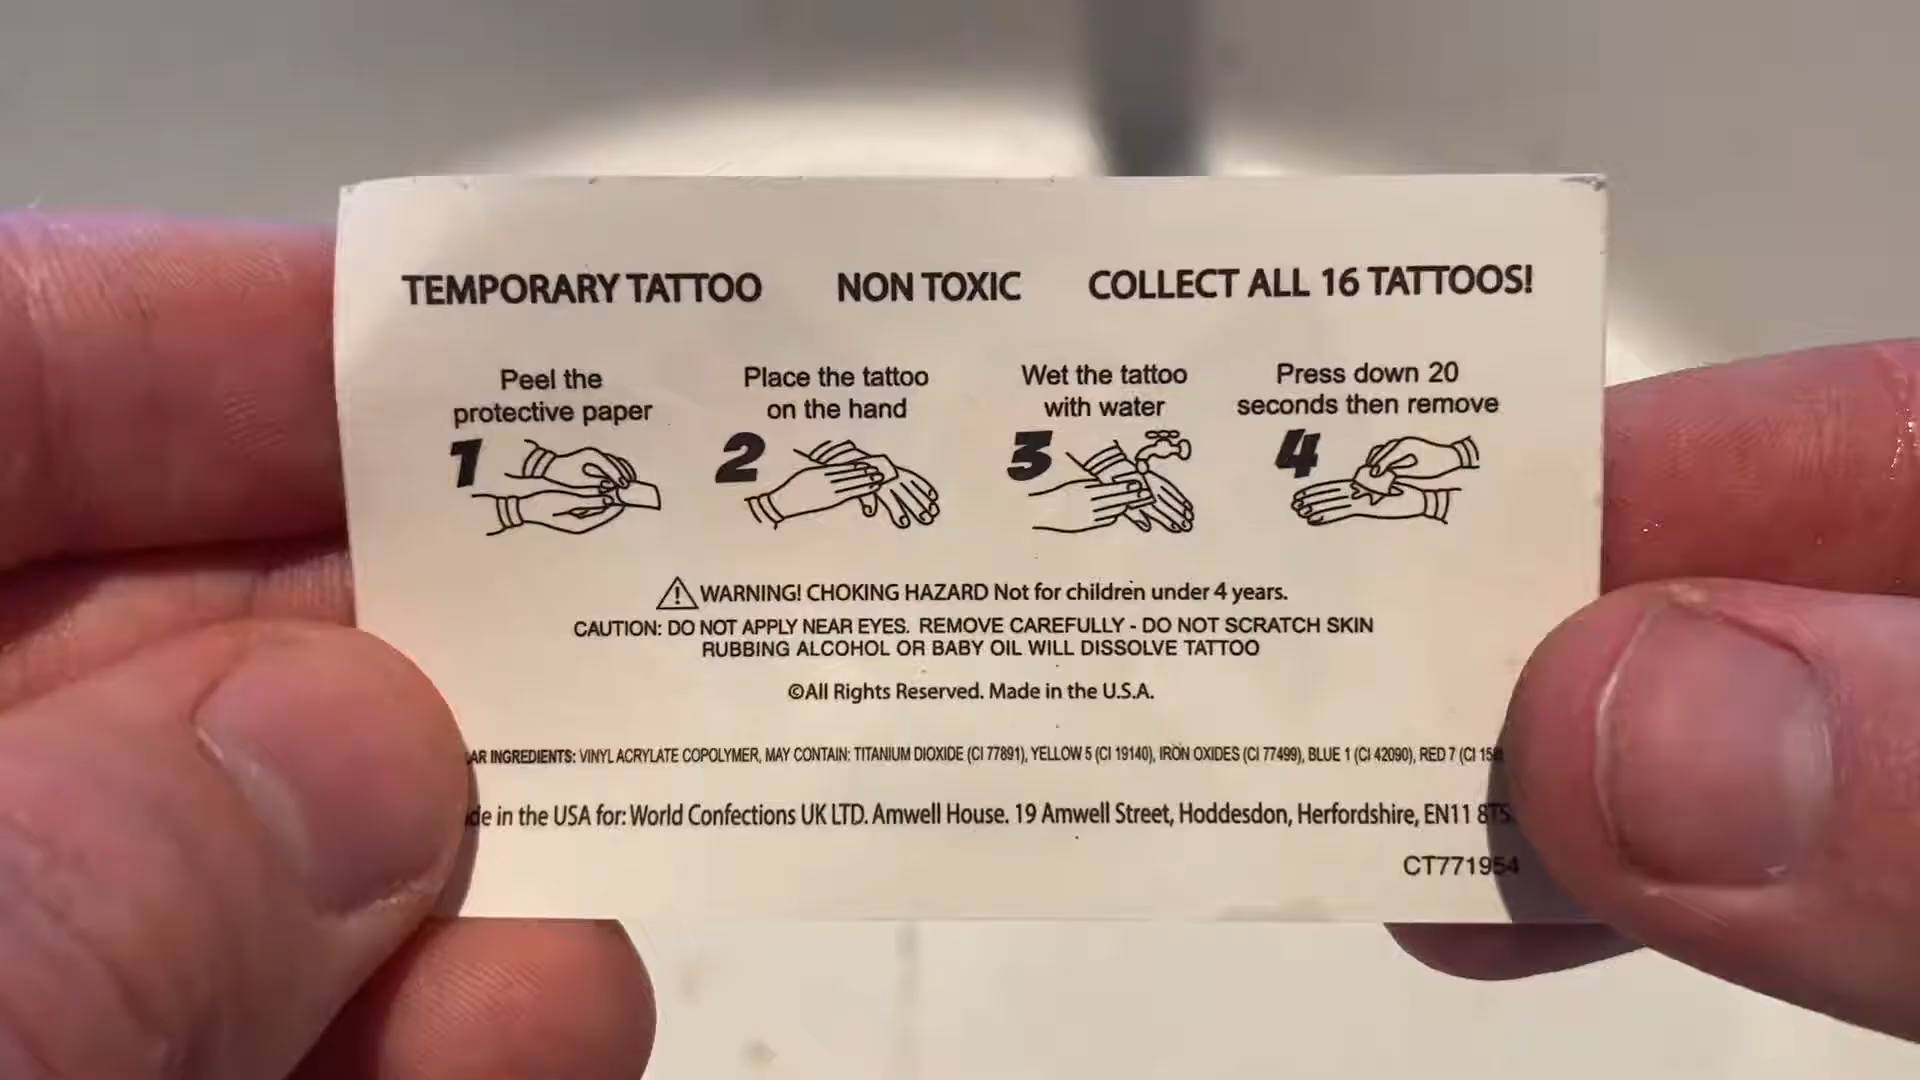 TEMPORARY TATTOO NON TOXIC COLLECT ALL 16 TATTOOS!
Peel the
protective paper
1
Place the tattoo
on the hand
2
Wet the tattoo
with water
3
Press down 20
seconds then remove
4
WARNING! CHOKING HAZARD Not for children under 4 years.
CAUTION: DO NOT APPLY NEAR EYES. REMOVE CAREFULLY - DO NOT SCRATCH SKIN
RUBBING ALCOHOL OR BABY OIL WILL DISSOLVE TATTOO
©All Rights Reserved. Made in the U.S.A.
INGREDIENTS: VINYL ACRYLATE COPOLYMER, MAY CONTAIN: TITANIUM DIOXIDE (CI 77891), YELLOW 5 (CI 19140), IRON OXIDES (CI 77499), BLUE 1 (CI 42090), RED 7 (CI
in the USA for: World Confections UK LTD. Amwell House. 19 Amwell Street, Hoddesdon, Herfordshire, EN11 8TS
CT771954